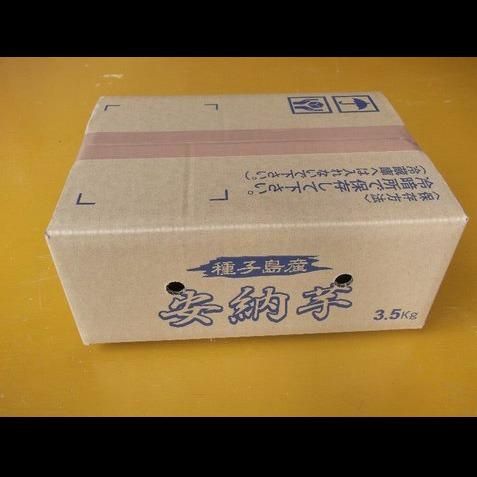 〈保存方法〉
冷暗所で保存して下さい。
（冷蔵庫へは入れないで下さい。）
種子島産
安納芋
3.5Kg